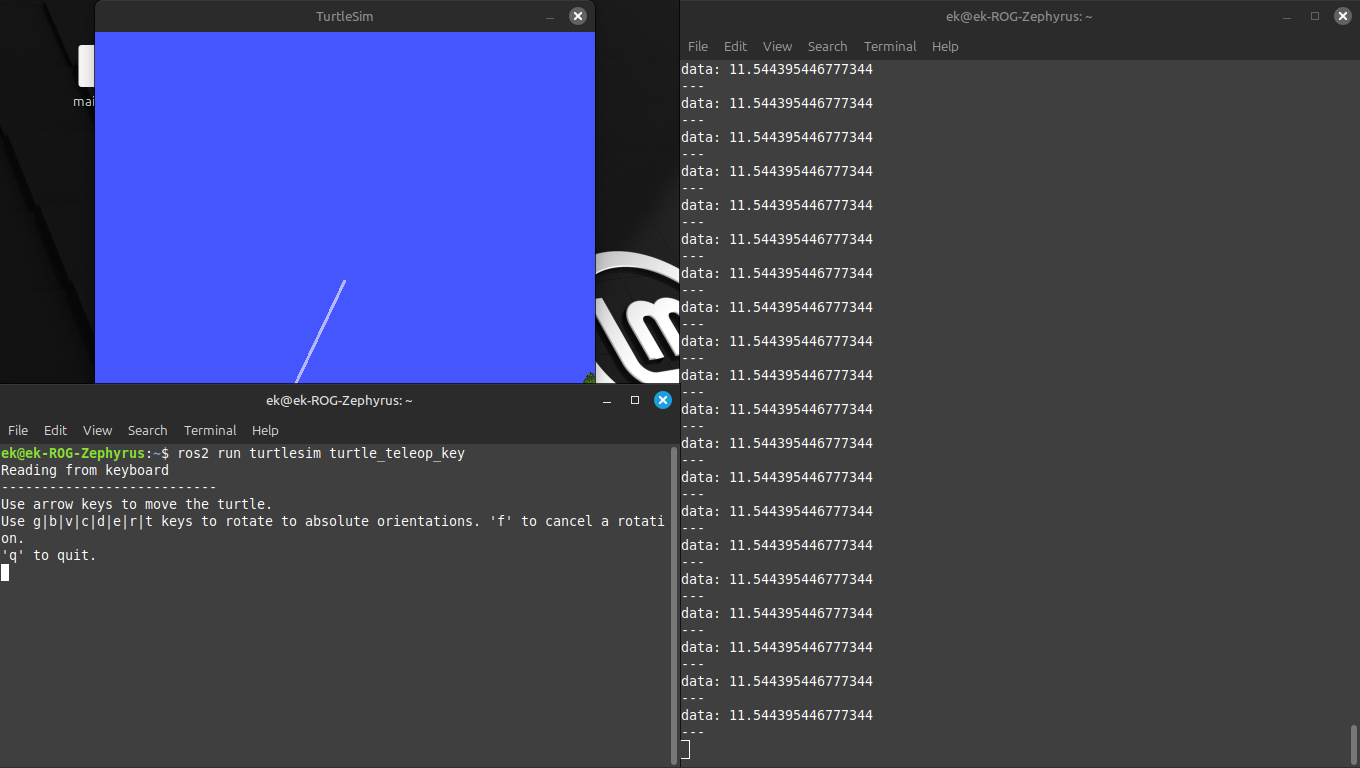 TurtleSim
mai
ek@ek-ROG-Zephyrus: ~
File Edit View Search Terminal Help
ek@ek-ROG-Zephyrus:~$ ros2 run turtlesim turtle_teleop_key
Reading from keyboard
---------------------------
Use arrow keys to move the turtle.
Use g|b|v|c|d|e|r|t keys to rotate to absolute orientations. 'f' to cancel a rotati
on.
'q' to quit.
ek@ek-ROG-Zephyrus: ~
File Edit View Search Terminal Help
data: 11.544395446777344
---
data: 11.544395446777344
---
data: 11.544395446777344
---
data: 11.544395446777344
---
data: 11.544395446777344
---
data: 11.544395446777344
---
data: 11.544395446777344
---
data: 11.544395446777344
---
data: 11.544395446777344
---
data: 11.544395446777344
---
data: 11.544395446777344
---
data: 11.544395446777344
---
data: 11.544395446777344
---
data: 11.544395446777344
---
data: 11.544395446777344
---
data: 11.544395446777344
---
data: 11.544395446777344
---
data: 11.544395446777344
---
data: 11.544395446777344
---
data: 11.544395446777344
---